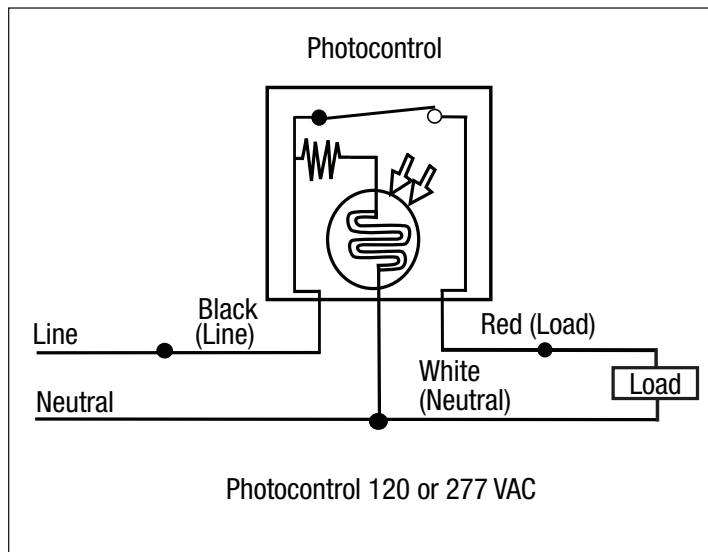 Photocontrol
Black
(Line)
Line
Red (Load)
White
(Neutral)
Load
Neutral
Photocontrol 120 or 277 VAC